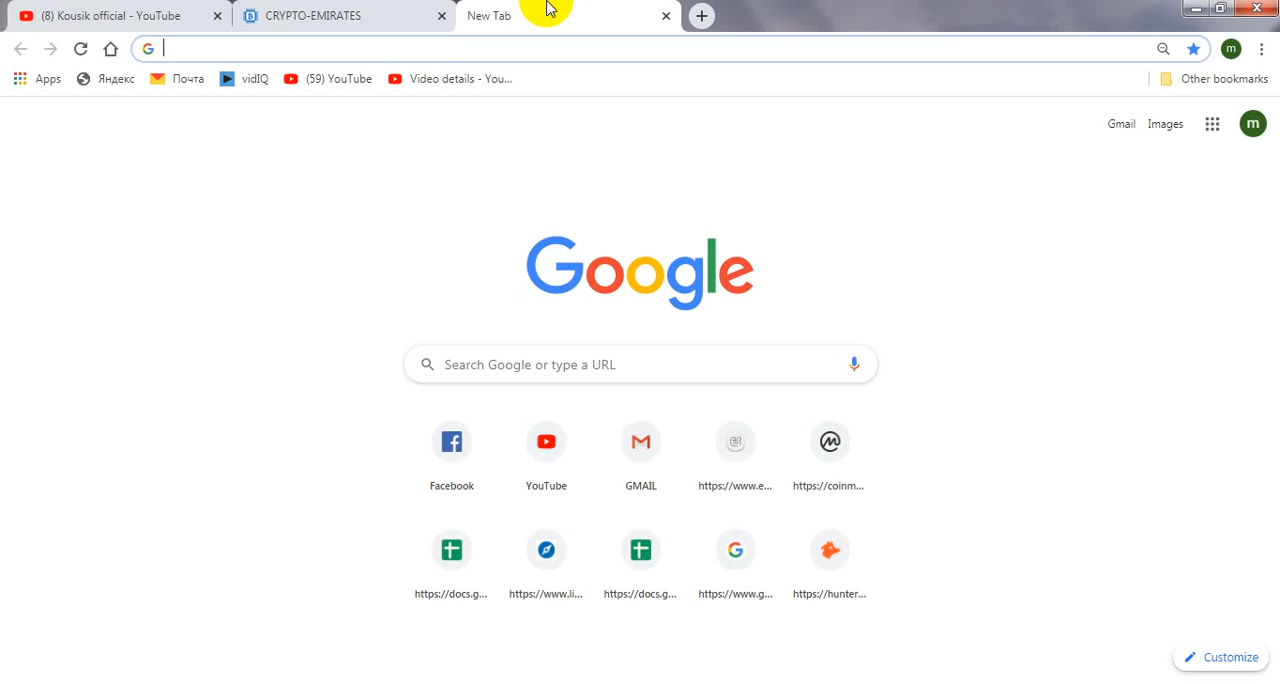 (8) Kousik official - YouTube
CRYPTO-EMIRATES
New Tab
Apps
Яндекс
Почта
vidIQ
(59) YouTube
Video details - You...
Other bookmarks
m
Gmail
Images
m
Google
Search Google or type a URL
Facebook
YouTube
GMAIL
https://www.e...
https://coinm...
https://docs.g...
https://www.li...
https://docs.g...
https://www.g...
https://hunter...
Customize